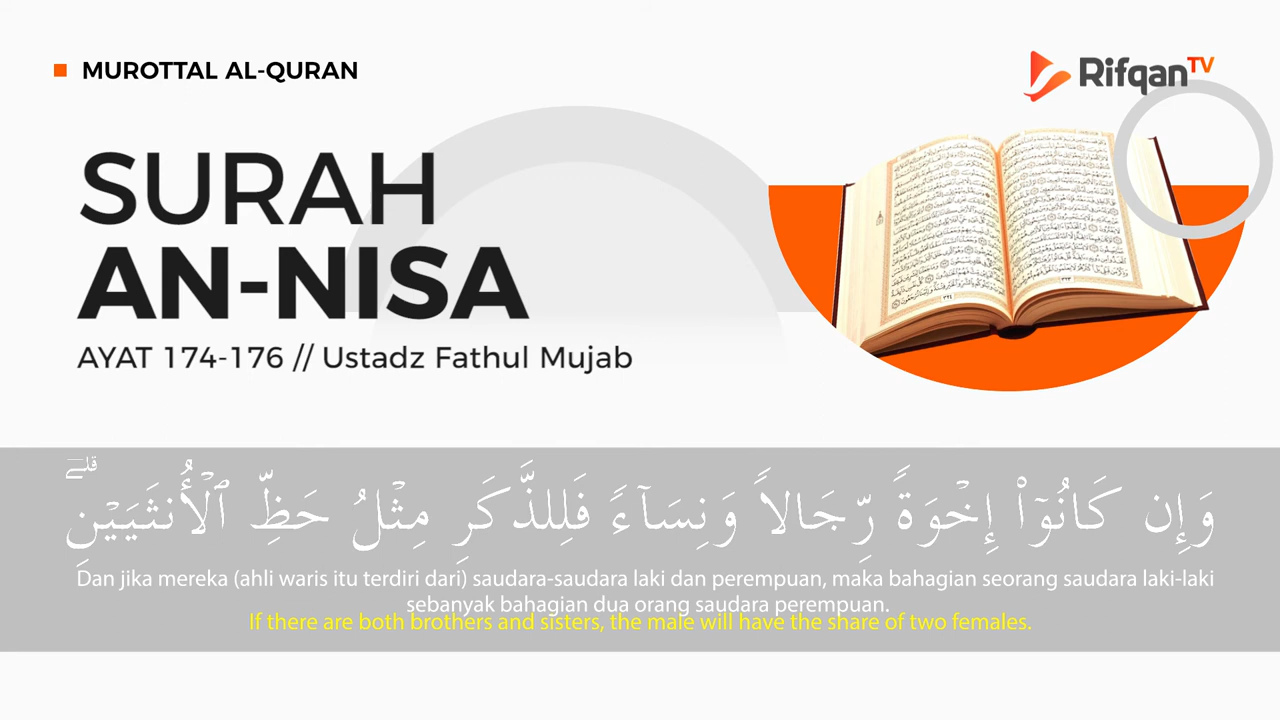 MUROTTAL AL-QURAN
Rifqan TV
SURAH
AN-NISA
AYAT 174-176 // Ustadz Fathul Mujab
وَإِن كَانُوٓا۟ إِخْوَةً رِّجَالاً وَنِسَآءً فَلِلذَّكَرِ مِثْلُ حَظِّ ٱلْأُنثَيَيْنِ ۗ
Dan jika mereka (ahli waris itu terdiri dari) saudara-saudara laki dan perempuan, maka bahagian seorang saudara laki-laki
sebanyak bahagian dua orang saudara perempuan.
If there are both brothers and sisters, the male will have the share of two females.